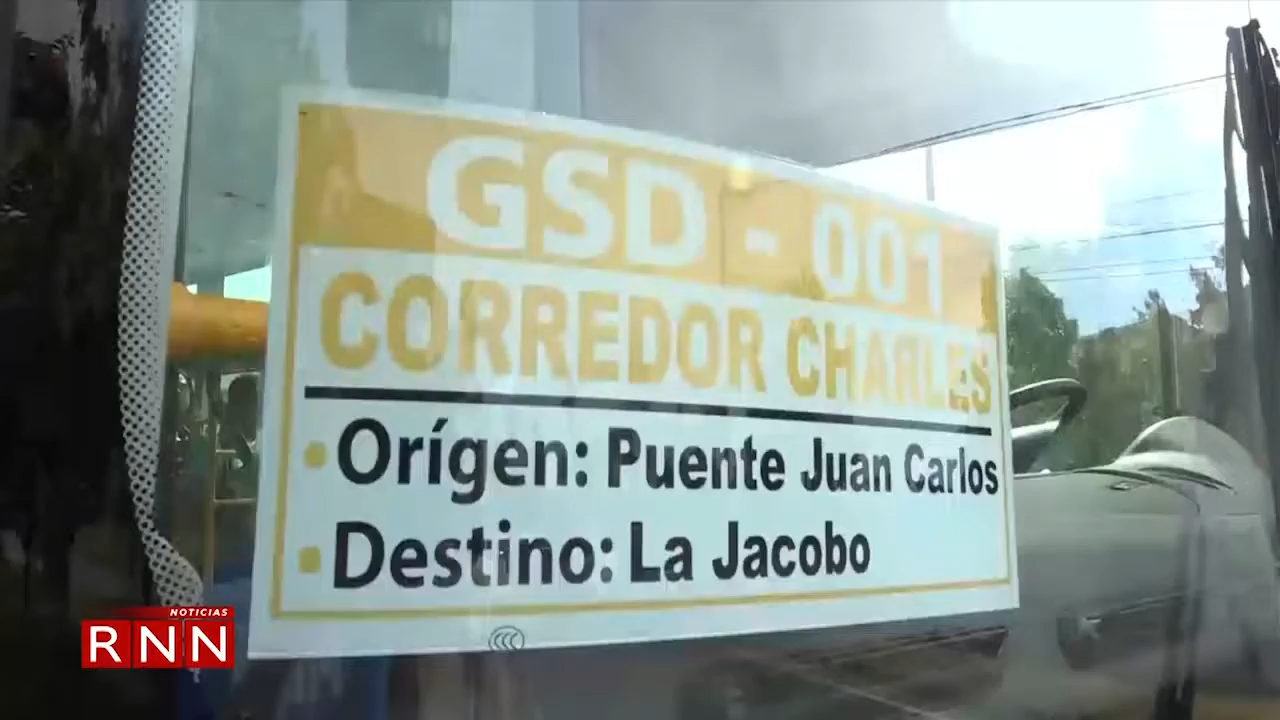 GSD - 001
CORREDOR CHARLES
• Orígen: Puente Juan Carlos
• Destino: La Jacobo
NOTICIAS
RNN